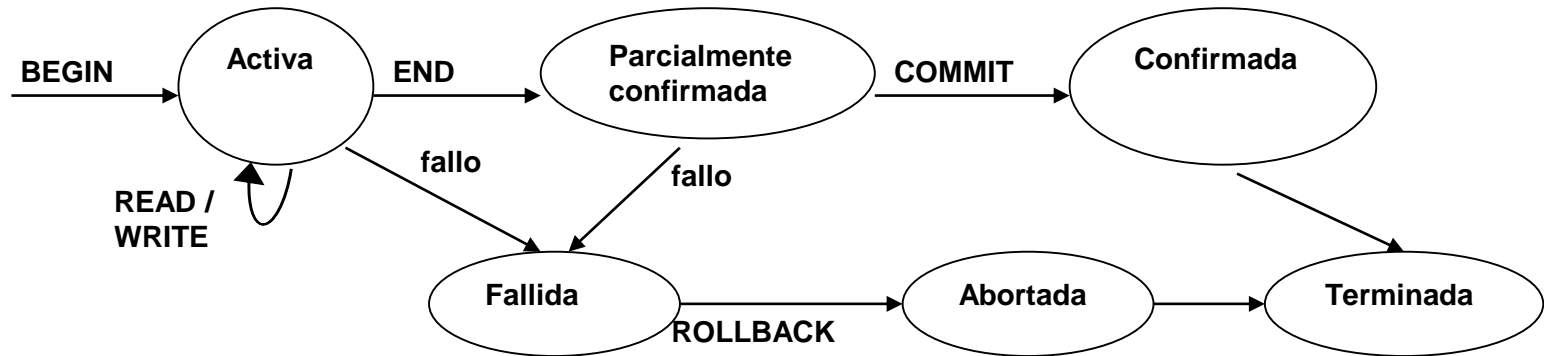 BEGIN
Activa
END
Parcialmente
confirmada
COMMIT
Confirmada
fallo
fallo
READ /
WRITE
Fallida
ROLLBACK
Abortada
Terminada